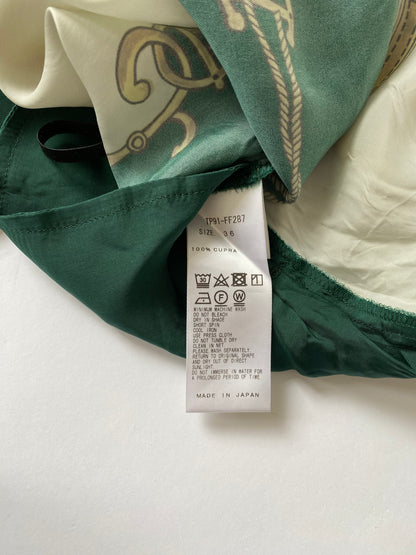 TP91-FF287
SIZE 36
100% CUPRA
30
F
W
MINIMUM MACHINE WASH
DO NOT BLEACH
DRY IN SHADE
SHORT SPIN
COOL IRON
USE PRESS CLOTH
DO NOT TUMBLE DRY
CLEAN IN NET
PLEASE WASH SEPARATELY.
RETURN TO ORIGINAL SHAPE
AND DRY OUT OF DIRECT
SUNLIGHT.
DO NOT IMMERSE IN WATER FOR
A PROLONGED PERIOD OF TIME
MADE IN JAPAN